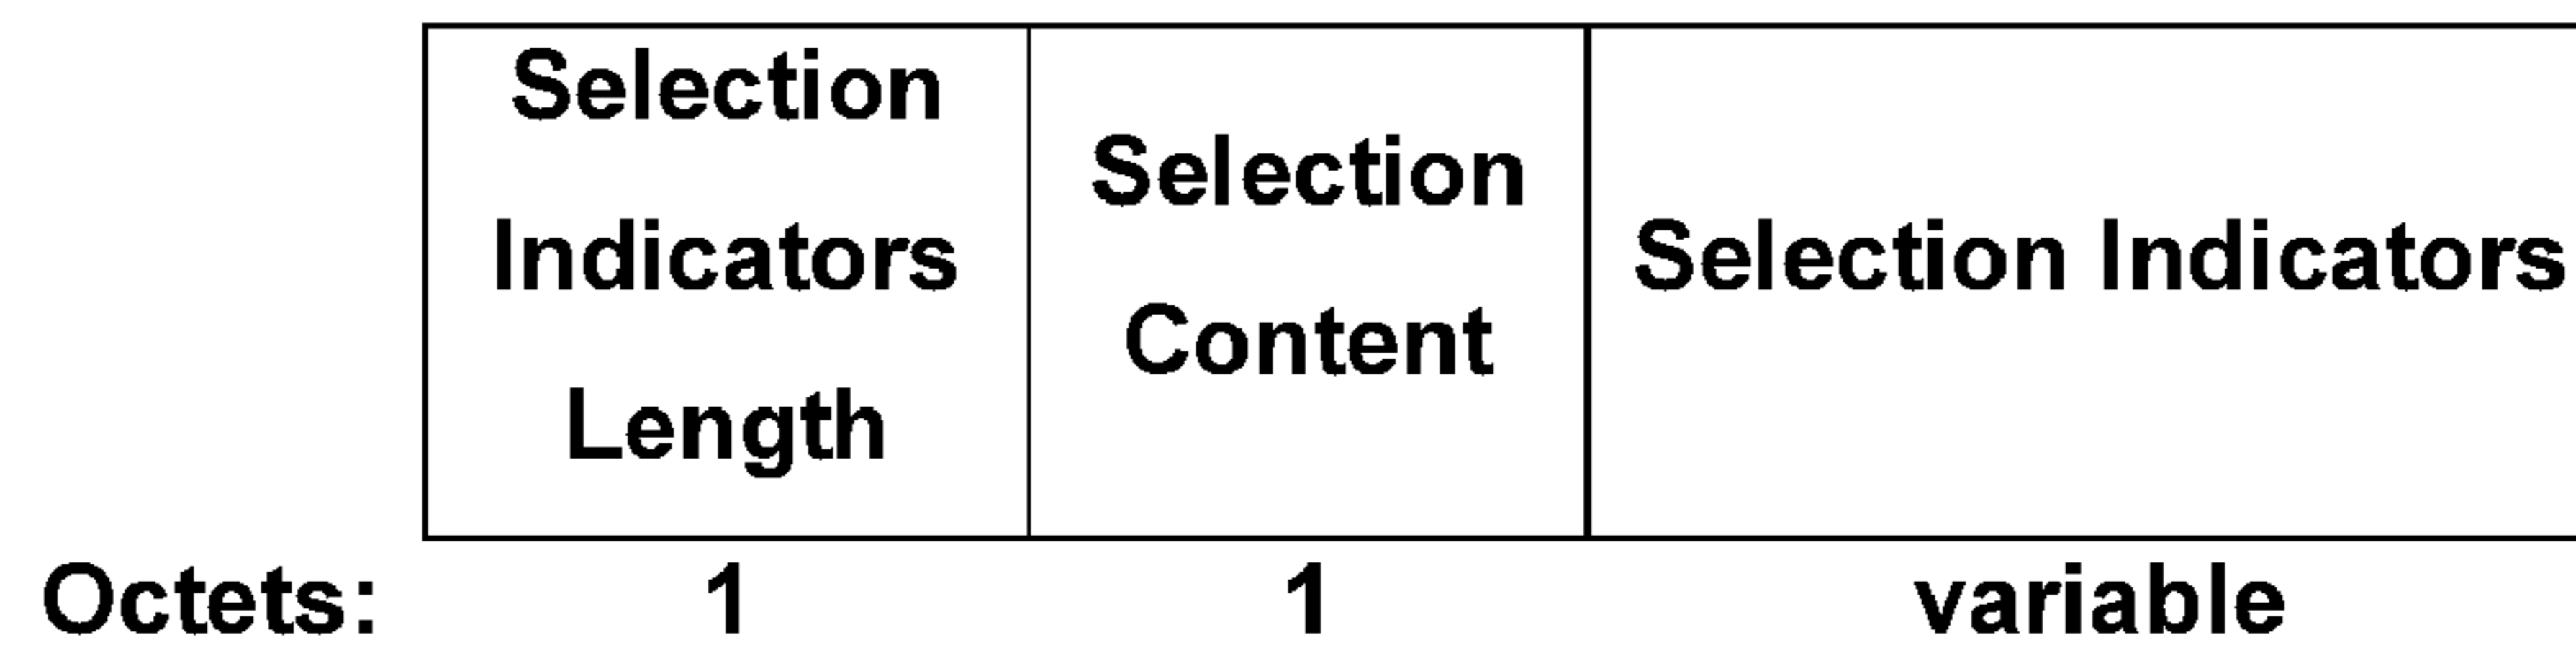 Selection
Indicators
Length
Selection
Content
Selection Indicators
Octets: 1 1 variable